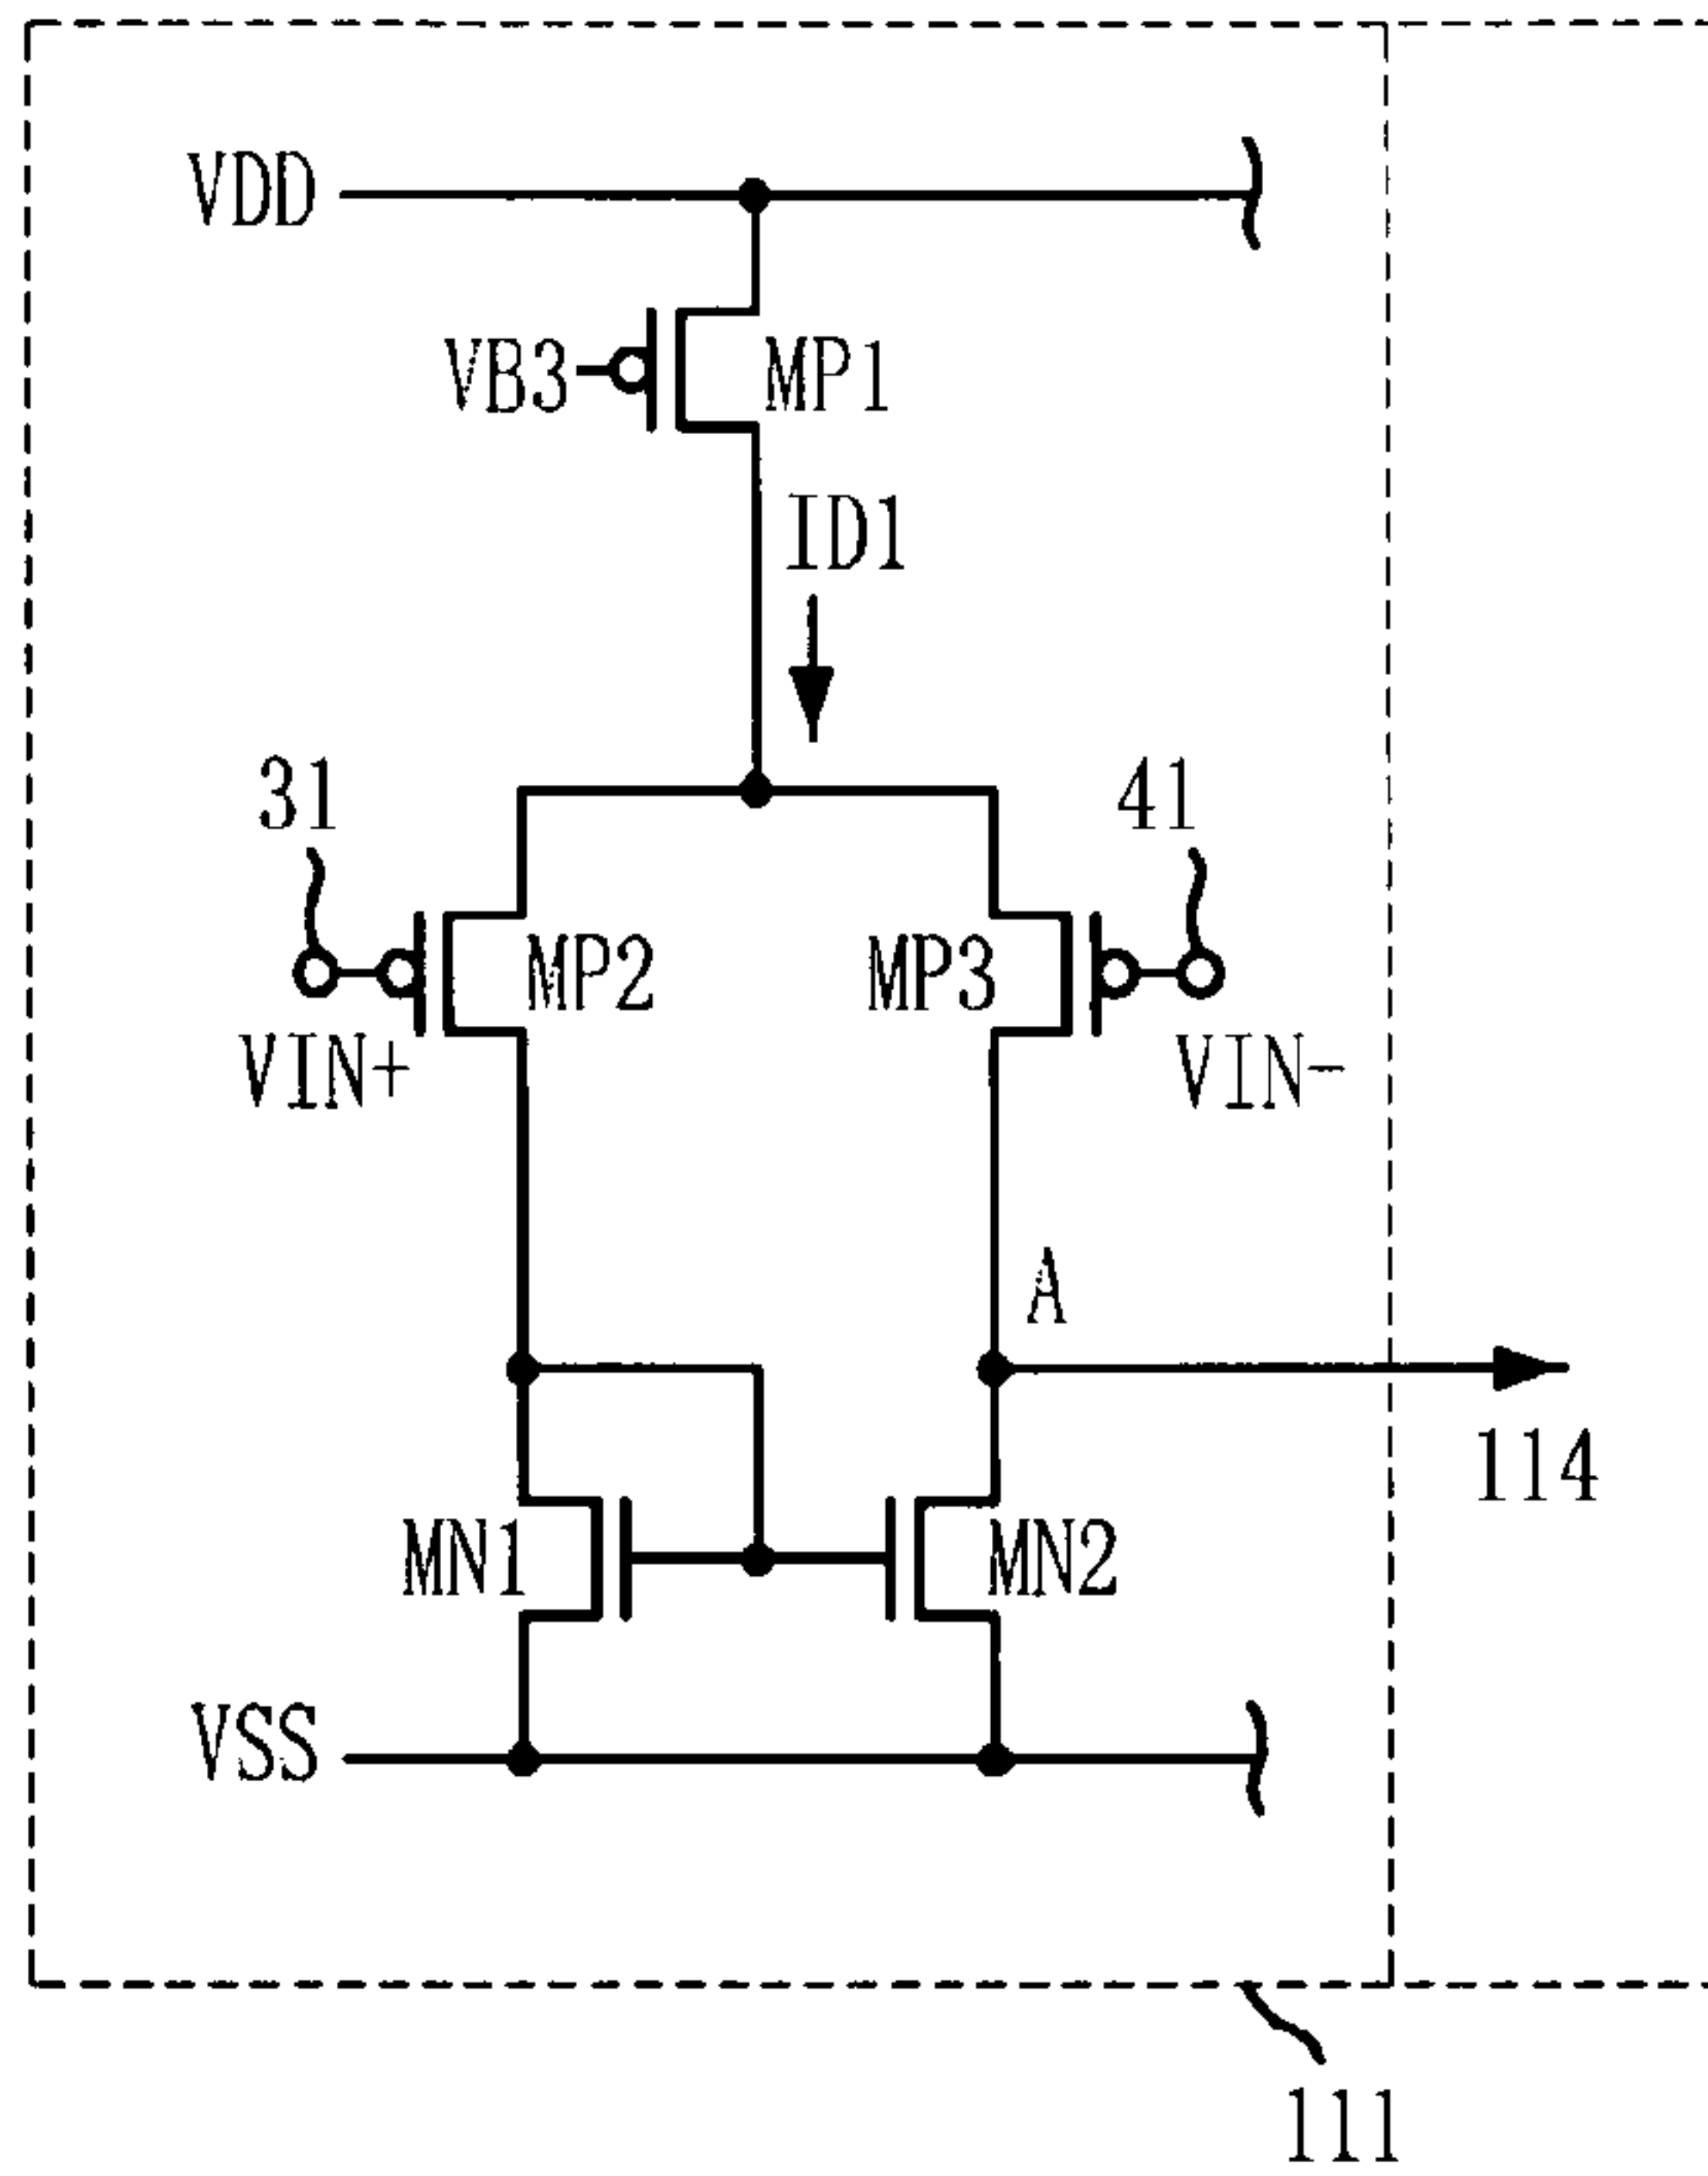 VDD
VB3
MP1
ID1
31
41
MP2
MP3
VIN+
VIN-
A
114
MN1
MN2
VSS
111